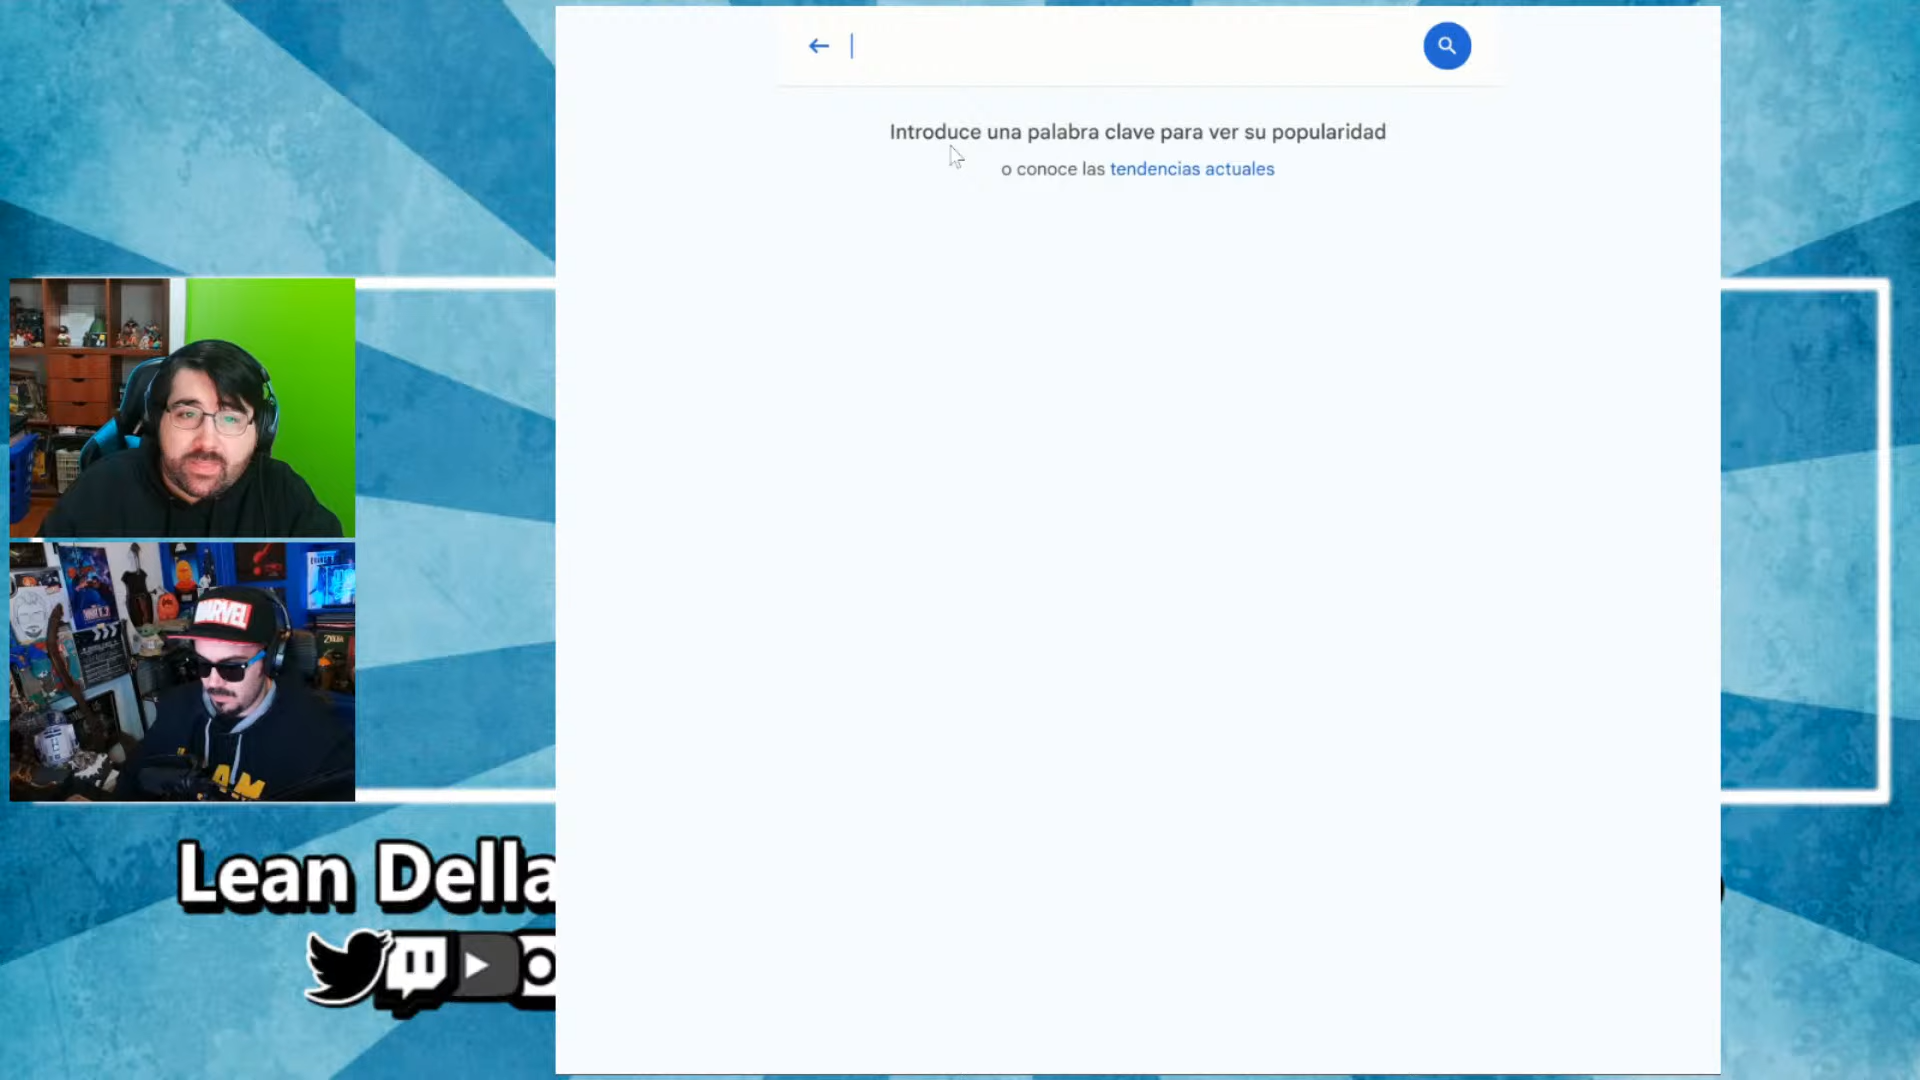 Introduce una palabra clave para ver su popularidad
o conoce las tendencias actuales
MARVEL
Lean Della